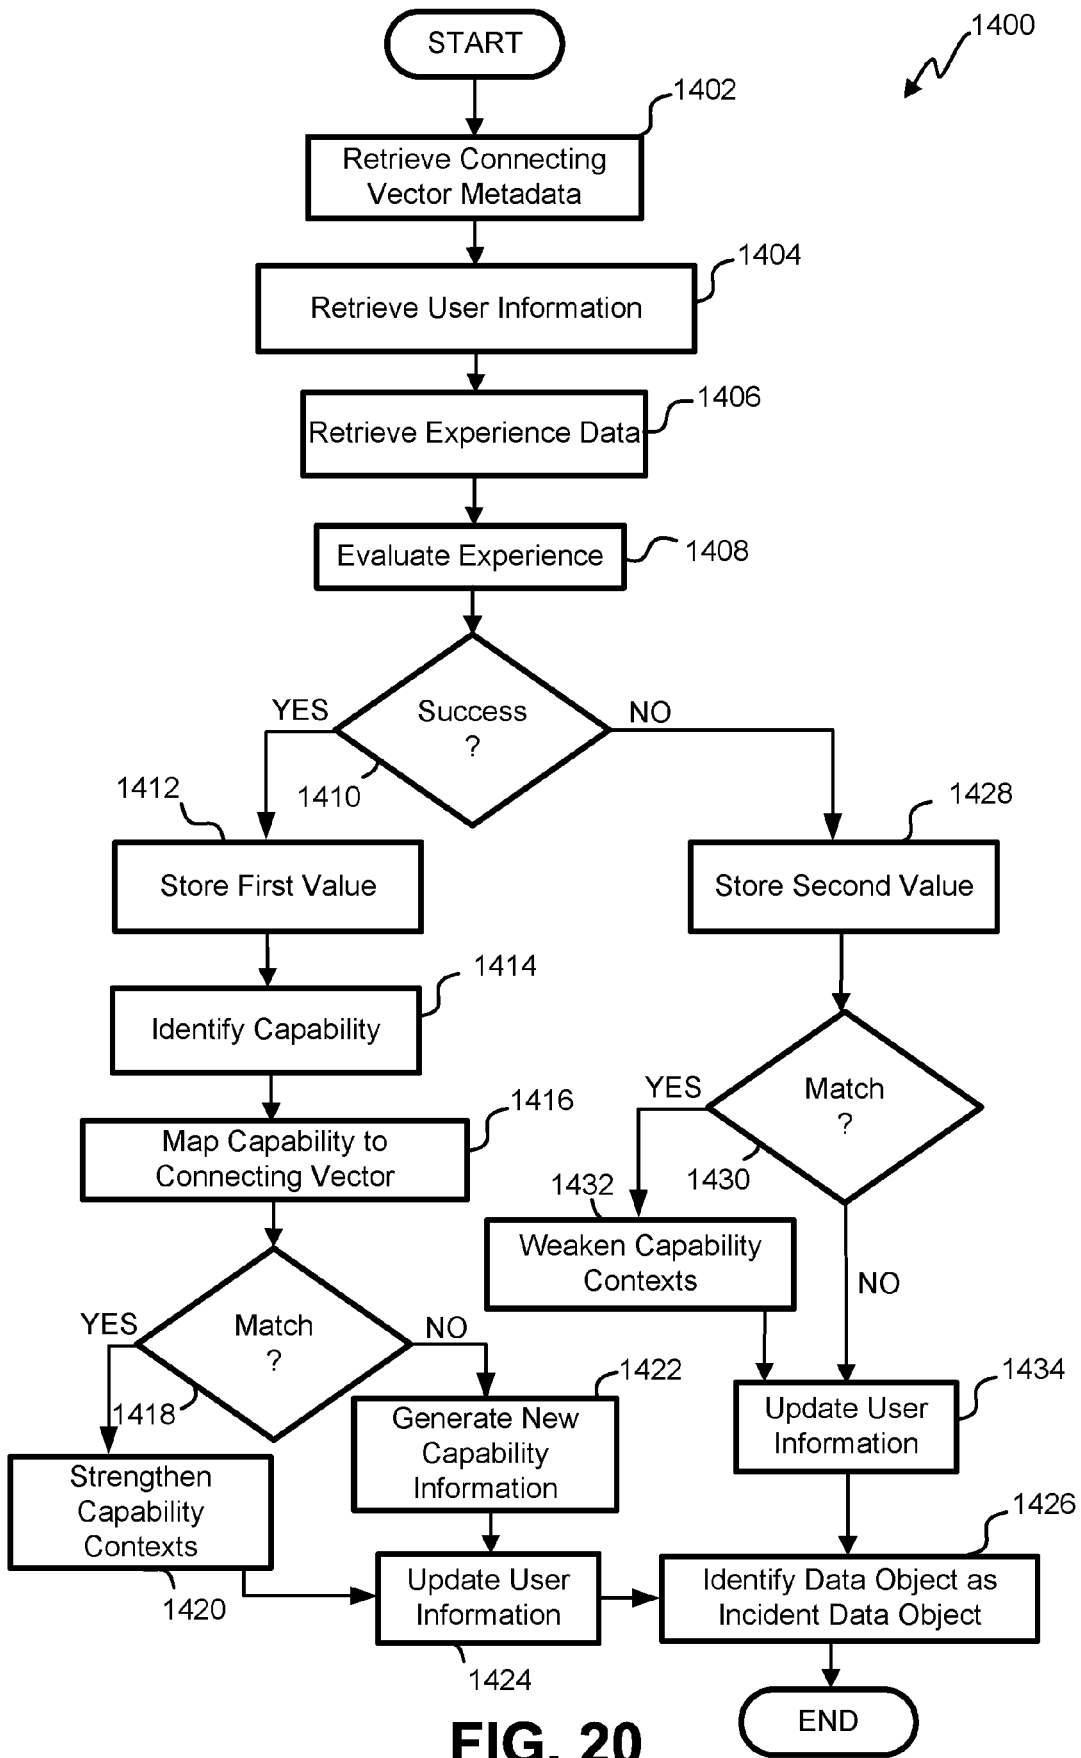 START
1400
1402
Retrieve Connecting
Vector Metadata
1404
Retrieve User Information
1406
Retrieve Experience Data
1408
Evaluate Experience
YES
Success
?
NO
1410
1412
Store First Value
1428
Store Second Value
1414
Identify Capability
YES
Match
?
1430
1416
Map Capability to
Connecting Vector
1432
Weaken Capability
Contexts
NO
YES
Match
?
NO
1418
1422
Generate New
Capability
Information
1434
Update User
Information
Strengthen
Capability
Contexts
1420
Update User
Information
1424
1426
Identify Data Object as
Incident Data Object
END
FIG. 20